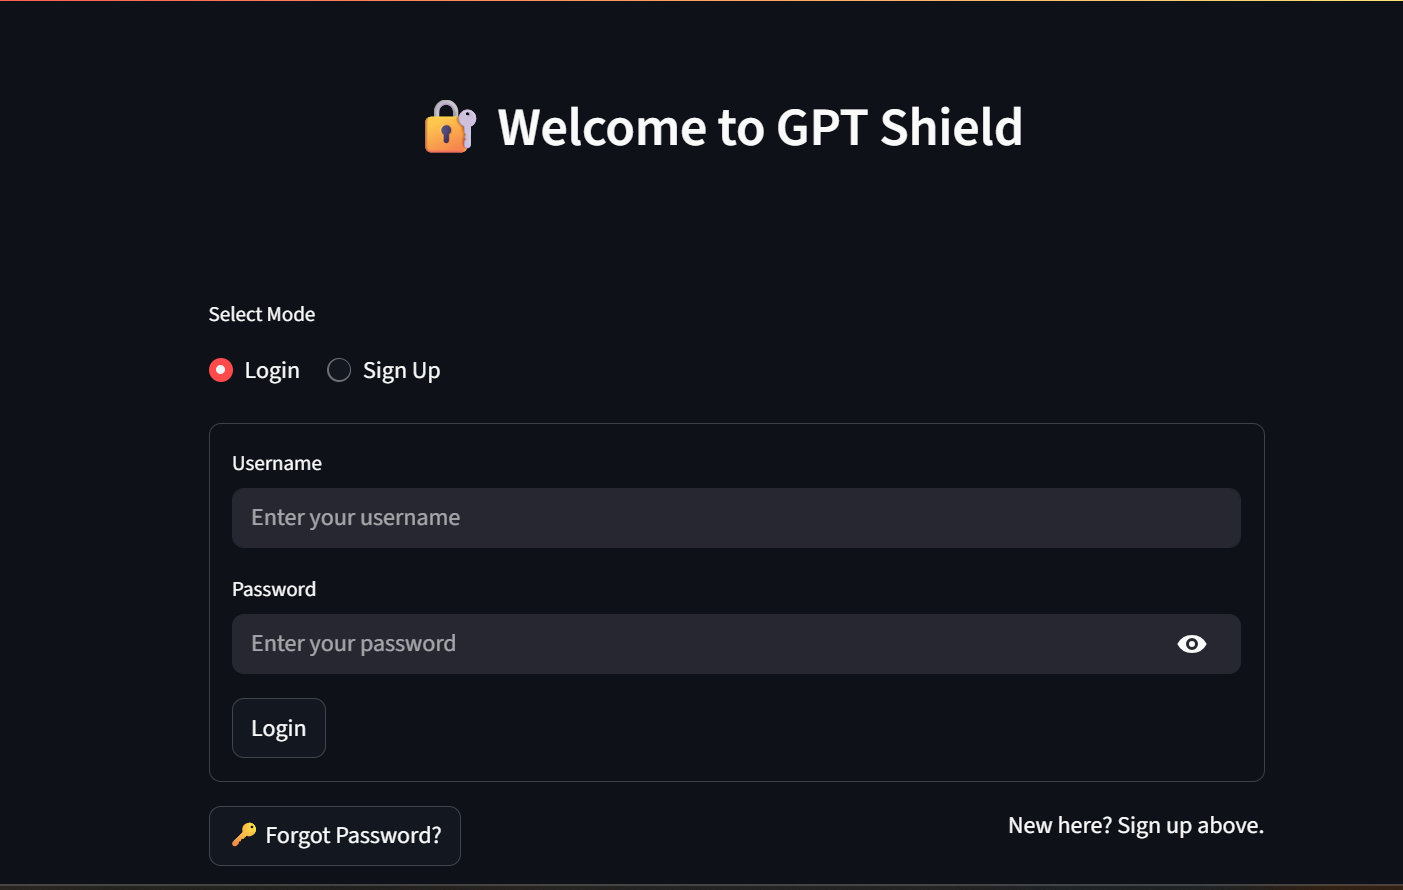 Welcome to GPT Shield
Select Mode
Login Sign Up
Username
Enter your username
Password
Enter your password
Login
Forgot Password?
New here? Sign up above.